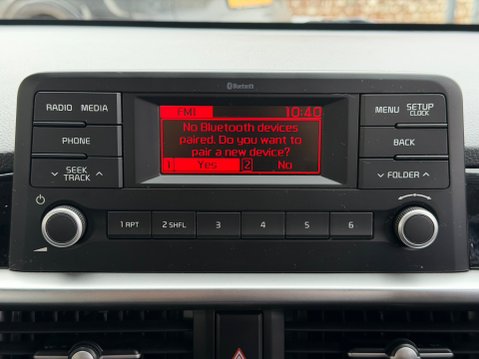 Bluetooth
RADIO MEDIA
PHONE
SEEK
TRACK
FM1 10:40
No Bluetooth devices
paired. Do you want to
pair a new device?
1 Yes 2 No
MENU SETUP
CLOCK
BACK
FOLDER
1 RPT 2 SHFL 3 4 5 6